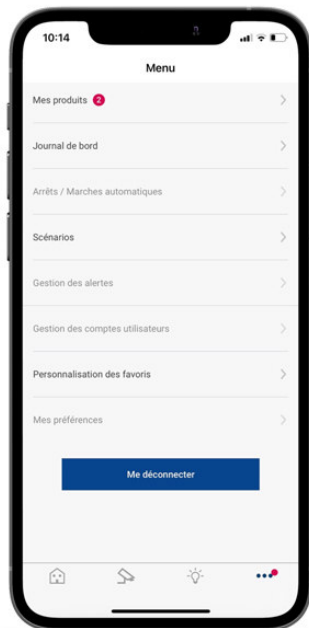 10:14
Menu
Mes produits 2
Journal de bord
Arrêts / Marches automatiques
Scénarios
Gestion des alertes
Gestion des comptes utilisateurs
Personnalisation des favoris
Mes préférences
Me déconnecter